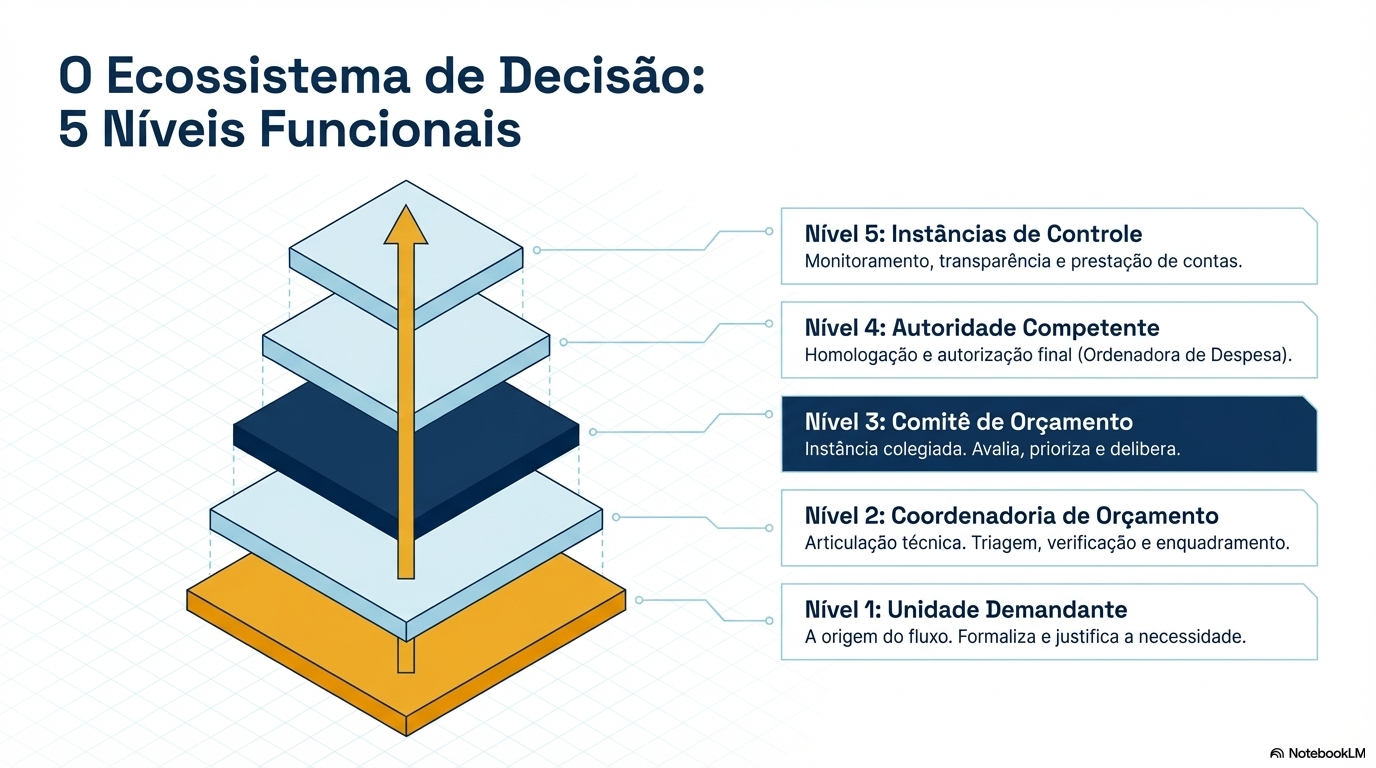 O Ecossistema de Decisão:
5 Níveis Funcionais
Nível 5: Instâncias de Controle
Monitoramento, transparência e prestação de contas.
Nível 4: Autoridade Competente
Homologação e autorização final (Ordenadora de Despesa).
Nível 3: Comitê de Orçamento
Instância colegiada. Avalia, prioriza e delibera.
Nível 2: Coordenadoria de Orçamento
Articulação técnica. Triagem, verificação e enquadramento.
Nível 1: Unidade Demandante
A origem do fluxo. Formaliza e justifica a necessidade.
NotebookLM